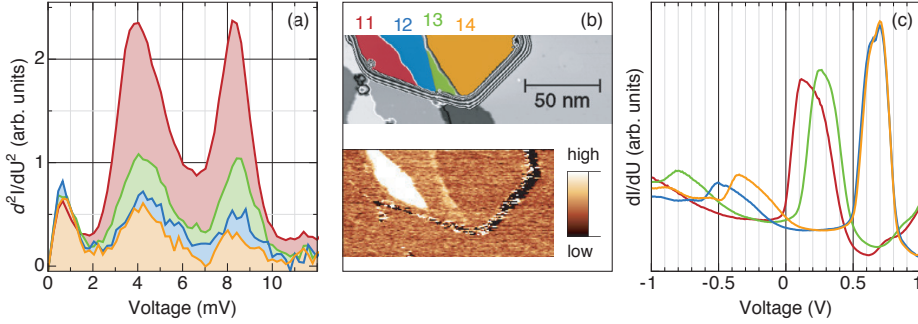 (a)
d²I/dU² (arb. units)
2
1
0
0 2 4 6 8 10
Voltage (mV)
(b)
11 12 13 14
50 nm
high
low
(c)
dI/dU (arb. units)
-1 -0.5 0 0.5 1
Voltage (V)